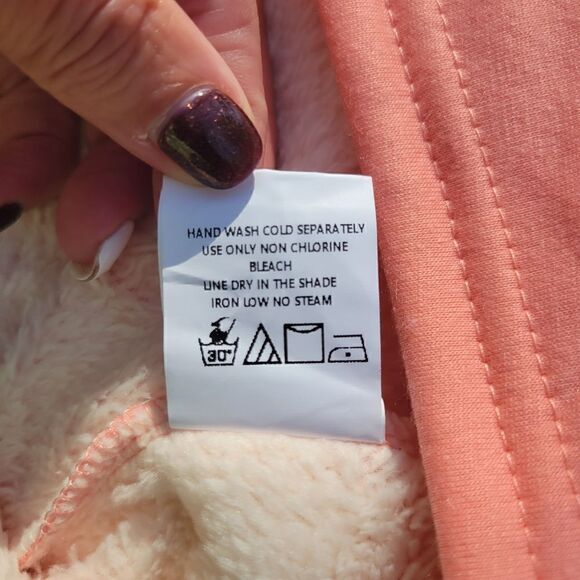 HAND WASH COLD SEPARATELY
USE ONLY NON CHLORINE
BLEACH
LINE DRY IN THE SHADE
IRON LOW NO STEAM
30°